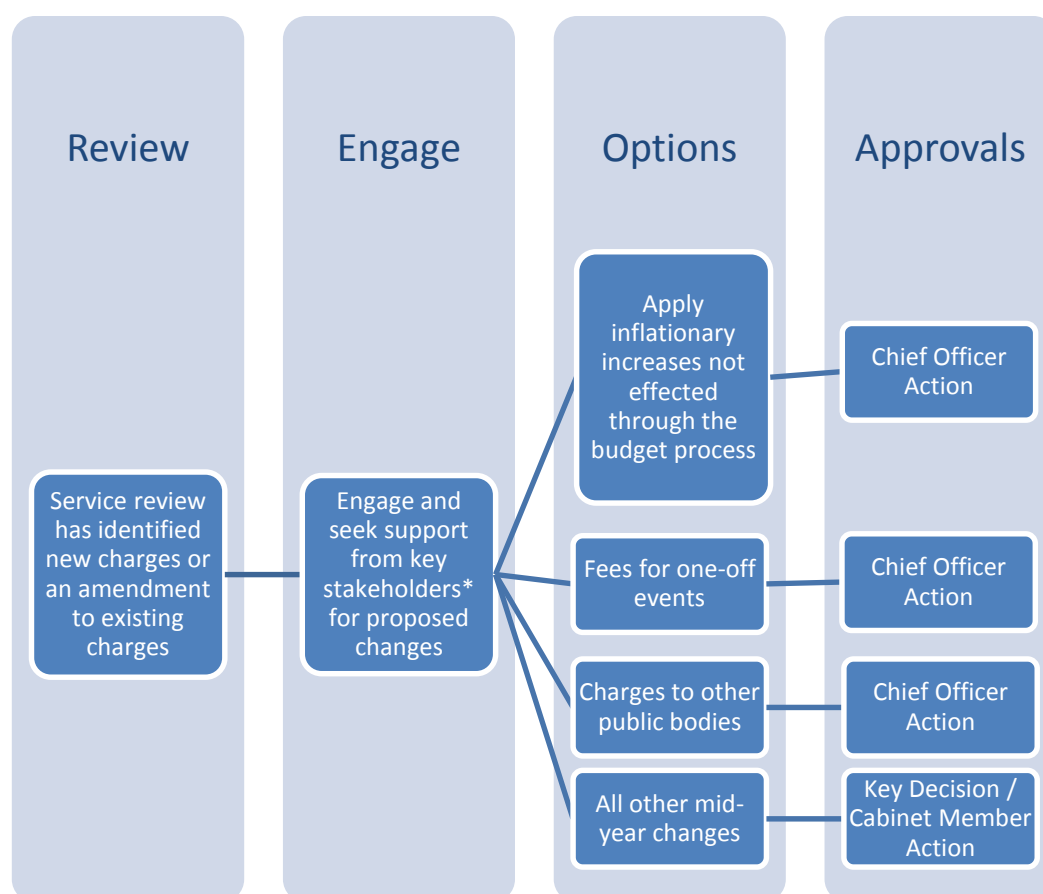 Review
Engage
Options
Approvals
Service review
has identified
new charges or
an amendment
to existing
charges
Engage and
seek support
from key
stakeholders*
for proposed
changes
Apply
inflationary
increases not
effected
through the
budget process
Chief Officer
Action
Fees for one-off
events
Chief Officer
Action
Charges to other
public bodies
Chief Officer
Action
All other mid-
year changes
Key Decision /
Cabinet Member
Action